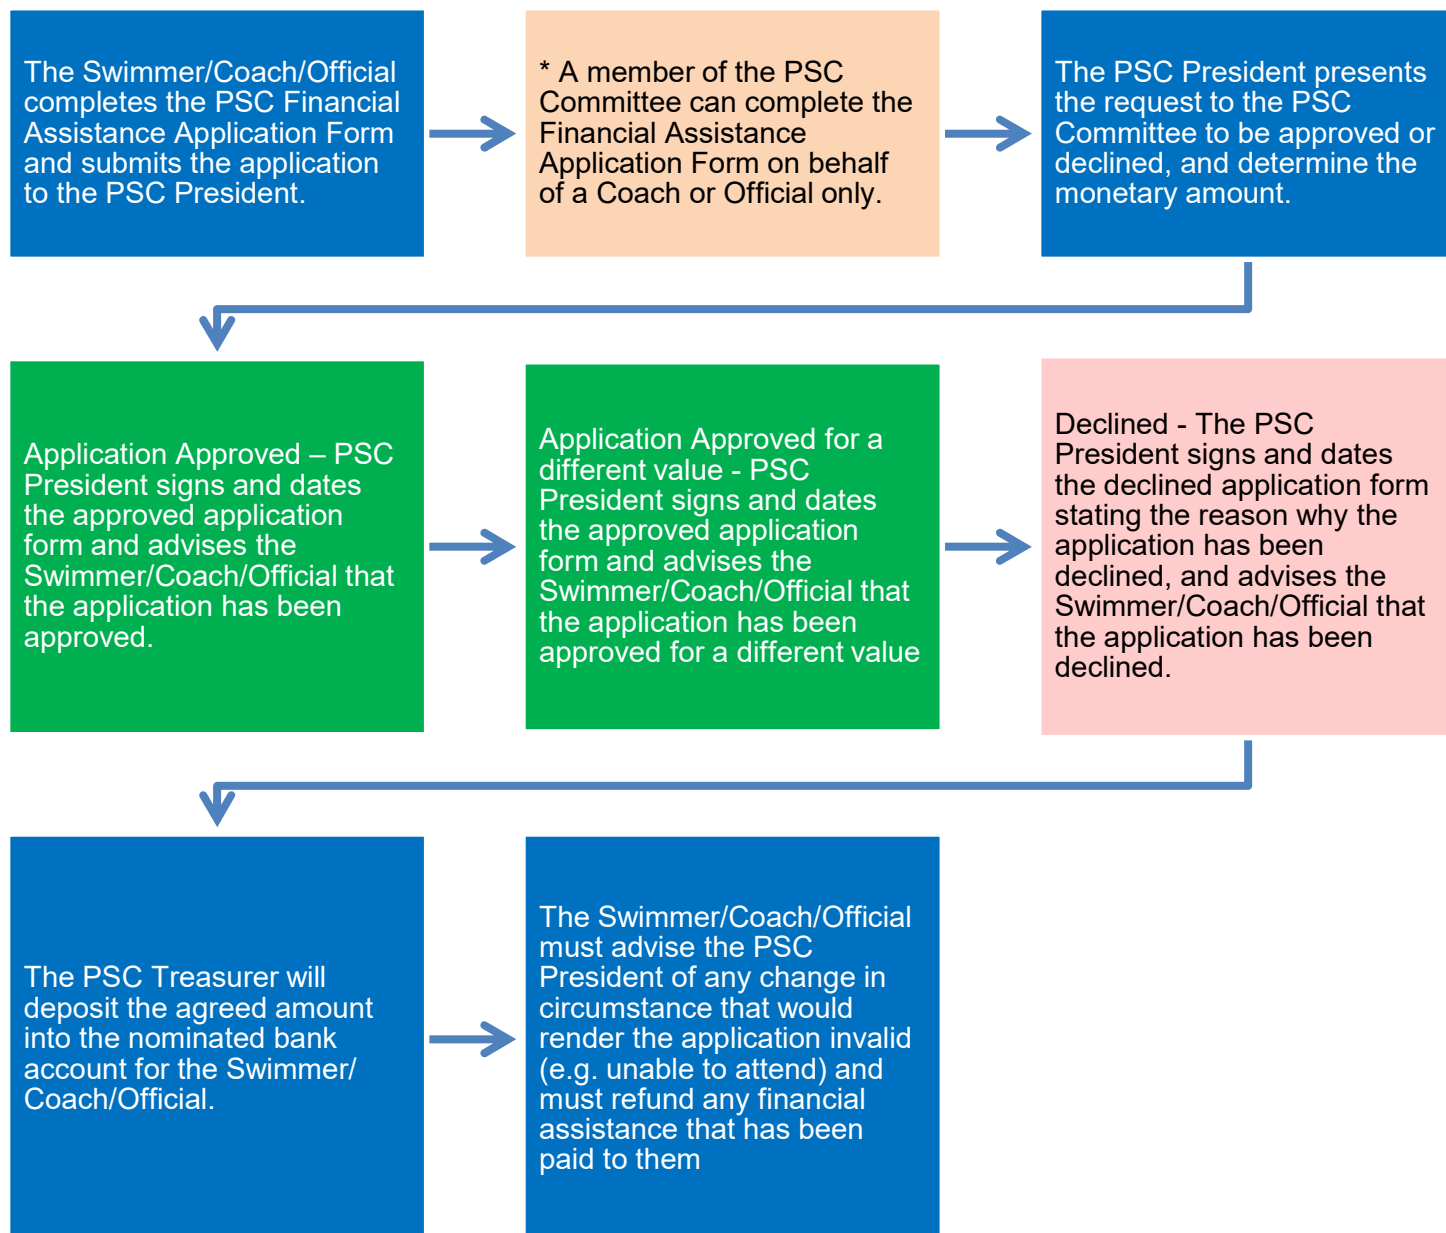 The Swimmer/Coach/Official
completes the PSC Financial
Assistance Application Form
and submits the application
to the PSC President.
* A member of the PSC
Committee can complete the
Financial Assistance
Application Form on behalf
of a Coach or Official only.
The PSC President presents
the request to the PSC
Committee to be approved or
declined, and determine the
monetary amount.
Application Approved – PSC
President signs and dates
the approved application
form and advises the
Swimmer/Coach/Official that
the application has been
approved.
Application Approved for a
different value - PSC
President signs and dates
the approved application
form and advises the
Swimmer/Coach/Official that
the application has been
approved for a different value
Declined - The PSC
President signs and dates
the declined application form
stating the reason why the
application has been
declined, and advises the
Swimmer/Coach/Official that
the application has been
declined.
The PSC Treasurer will
deposit the agreed amount
into the nominated bank
account for the Swimmer/
Coach/Official.
The Swimmer/Coach/Official
must advise the PSC
President of any change in
circumstance that would
render the application invalid
(e.g. unable to attend) and
must refund any financial
assistance that has been
paid to them